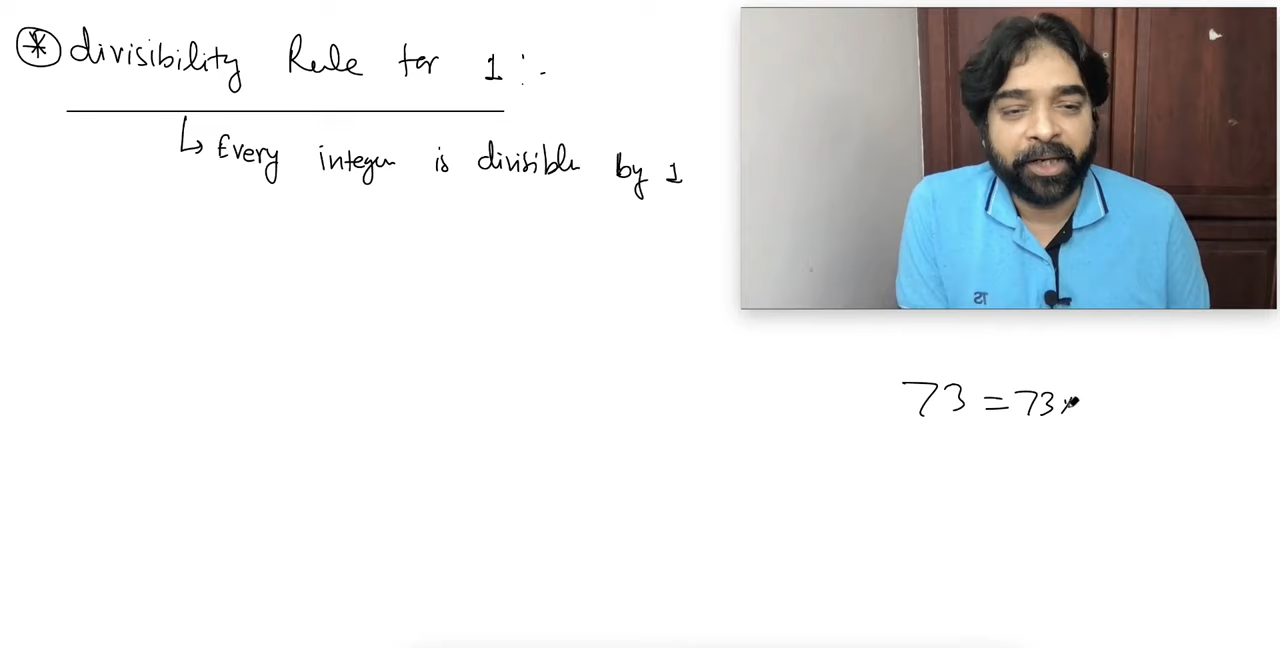 * divisibility Rule for 1 :-
↳ Every integer is divisible by 1
73 = 73×